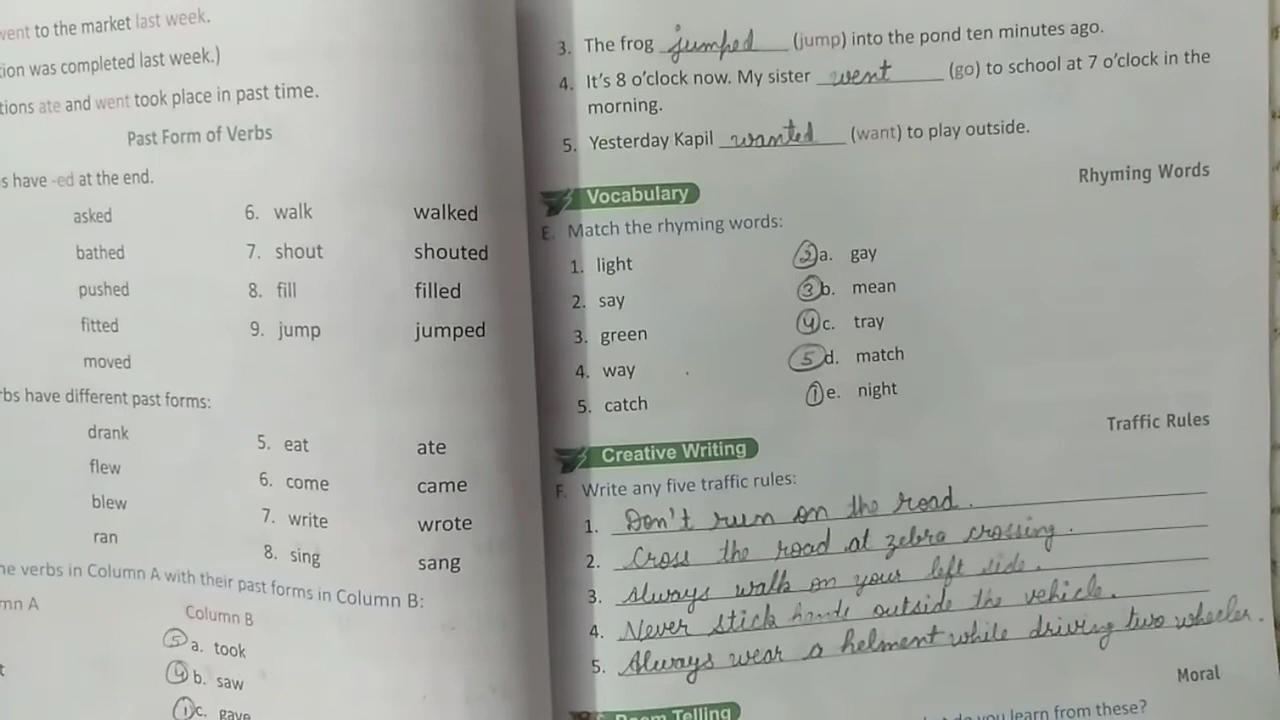 went to the market last week.
tion was completed last week.)
tions ate and went took place in past time.
Past Form of Verbs
s have -ed at the end.
asked 6. walk walked
bathed 7. shout shouted
pushed 8. fill filled
fitted 9. jump jumped
moved
rbs have different past forms:
drank 5. eat ate
flew 6. come came
blew 7. write wrote
ran 8. sing sang
he verbs in Column A with their past forms in Column B:
mn A Column B
5 a. took
t 4 b. saw
1 c. gave
3. The frog jumped (jump) into the pond ten minutes ago.
4. It's 8 o'clock now. My sister went (go) to school at 7 o'clock in the
morning.
5. Yesterday Kapil wanted (want) to play outside.
Rhyming Words
Vocabulary
E. Match the rhyming words:
1. light 2 a. gay
2. say 3 b. mean
3. green 4 c. tray
4. way 5 d. match
5. catch 1 e. night
Traffic Rules
Creative Writing
F. Write any five traffic rules:
1. Don't run on the road.
2. Cross the road at zebra crossing.
3. Always walk on your left side.
4. Never stick hands outside the vehicle.
5. Always wear a helment while driving two wheeler.
Moral
Poem Telling
do you learn from these?